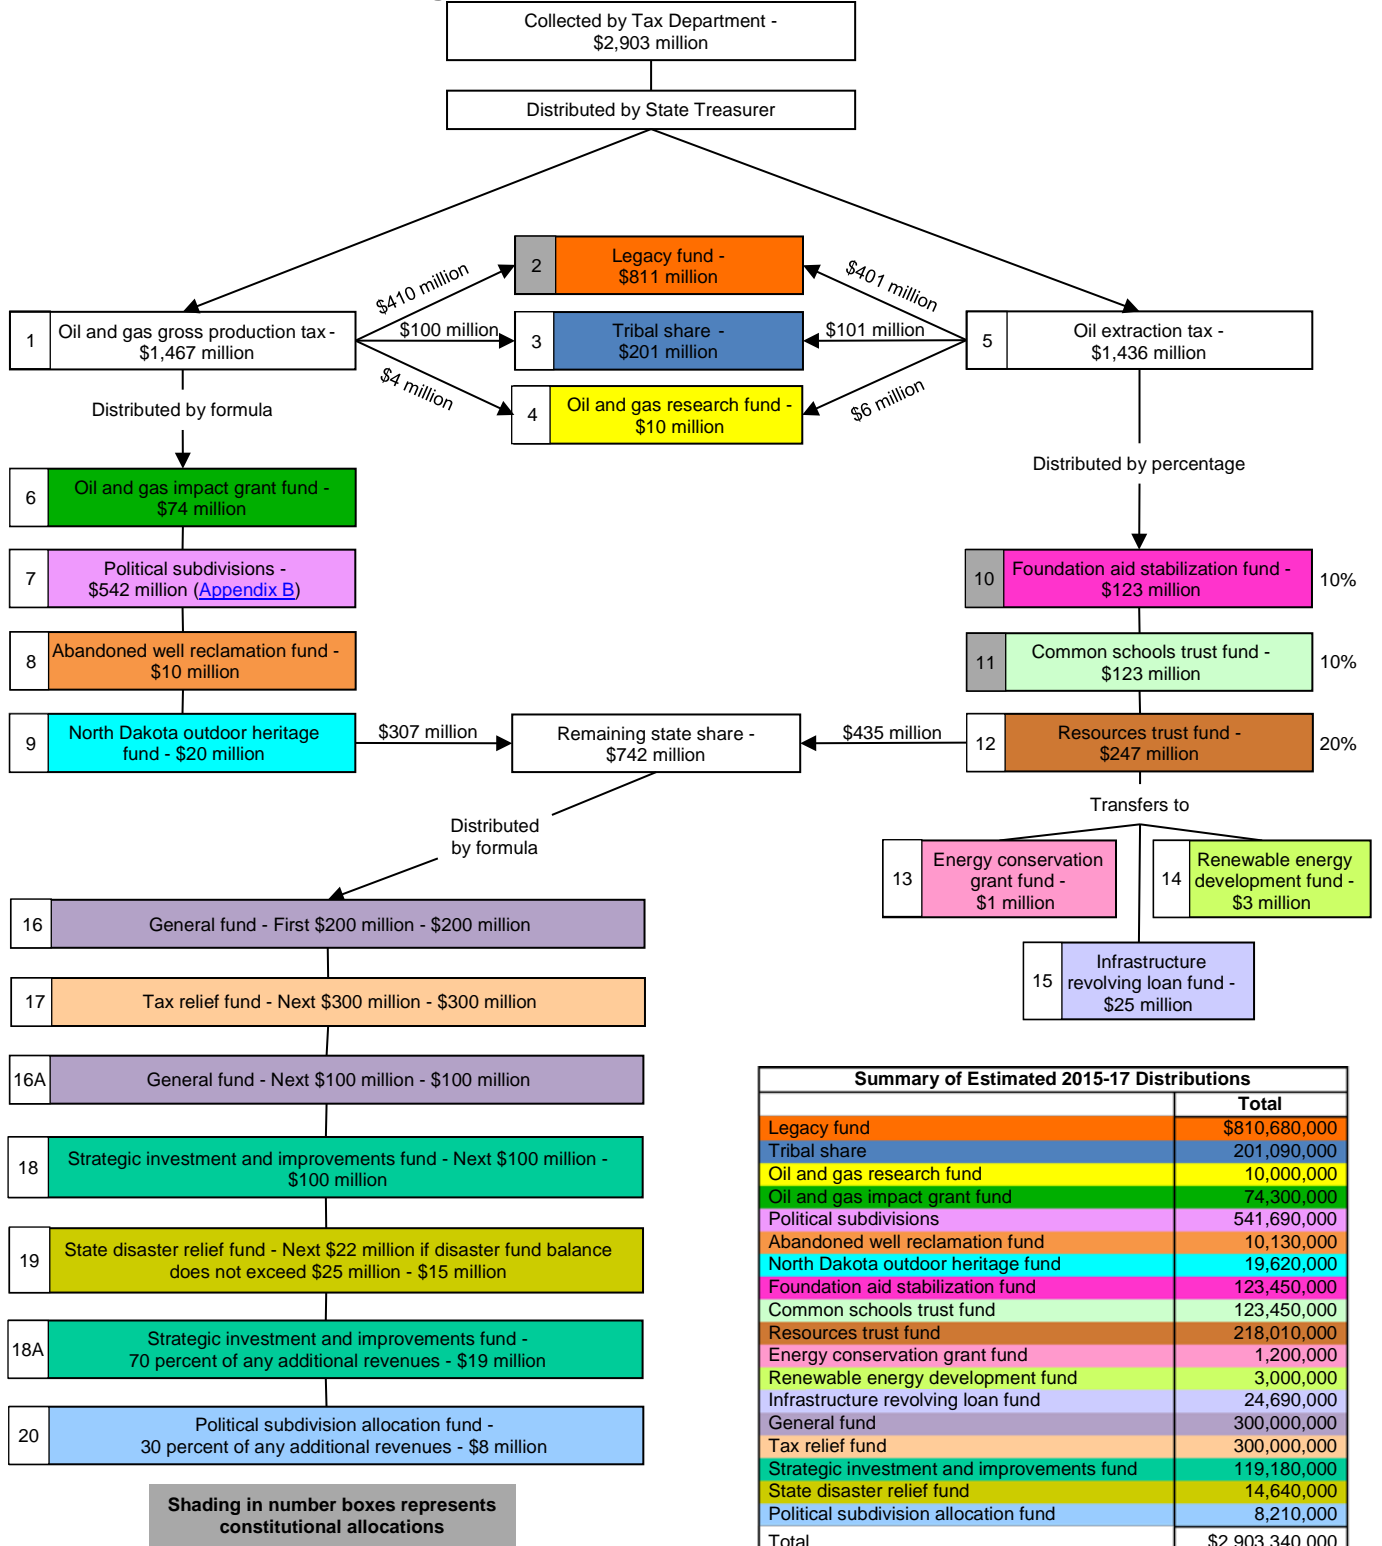 Collected by Tax Department -
$2,903 million
Distributed by State Treasurer
2
Legacy fund -
$811 million
$410 million
$401 million
1
Oil and gas gross production tax -
$1,467 million
$100 million
3
Tribal share -
$201 million
$101 million
5
Oil extraction tax -
$1,436 million
$4 million
4
Oil and gas research fund -
$10 million
$6 million
Distributed by formula
Distributed by percentage
6
Oil and gas impact grant fund -
$74 million
7
Political subdivisions -
$542 million (Appendix B)
10
Foundation aid stabilization fund -
$123 million
10%
8
Abandoned well reclamation fund -
$10 million
11
Common schools trust fund -
$123 million
10%
9
North Dakota outdoor heritage
fund - $20 million
$307 million
Remaining state share -
$742 million
$435 million
12
Resources trust fund -
$247 million
20%
Transfers to
Distributed
by formula
13
Energy conservation
grant fund -
$1 million
14
Renewable energy
development fund -
$3 million
15
Infrastructure
revolving loan fund -
$25 million
16
General fund - First $200 million - $200 million
17
Tax relief fund - Next $300 million - $300 million
16A
General fund - Next $100 million - $100 million
18
Strategic investment and improvements fund - Next $100 million -
$100 million
19
State disaster relief fund - Next $22 million if disaster fund balance
does not exceed $25 million - $15 million
18A
Strategic investment and improvements fund -
70 percent of any additional revenues - $19 million
20
Political subdivision allocation fund -
30 percent of any additional revenues - $8 million
Shading in number boxes represents
constitutional allocations
Summary of Estimated 2015-17 Distributions
Total
Legacy fund $810,680,000
Tribal share 201,090,000
Oil and gas research fund 10,000,000
Oil and gas impact grant fund 74,300,000
Political subdivisions 541,690,000
Abandoned well reclamation fund 10,130,000
North Dakota outdoor heritage fund 19,620,000
Foundation aid stabilization fund 123,450,000
Common schools trust fund 123,450,000
Resources trust fund 218,010,000
Energy conservation grant fund 1,200,000
Renewable energy development fund 3,000,000
Infrastructure revolving loan fund 24,690,000
General fund 300,000,000
Tax relief fund 300,000,000
Strategic investment and improvements fund 119,180,000
State disaster relief fund 14,640,000
Political subdivision allocation fund 8,210,000
Total $2,903,340,000